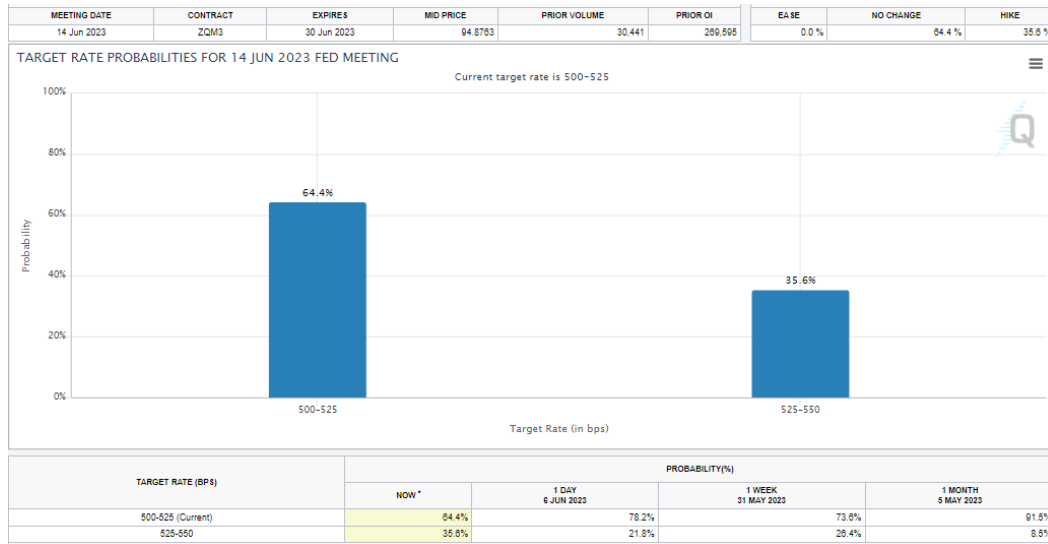 MEETING DATE CONTRACT EXPIRES MID PRICE PRIOR VOLUME PRIOR OI EASE NO CHANGE HIKE
14 Jun 2023 ZQM3 30 Jun 2023 94.8763 30,441 269,595 0.0 % 64.4 % 35.6 %
TARGET RATE PROBABILITIES FOR 14 JUN 2023 FED MEETING
Current target rate is 500-525
100%
80%
60%
40%
20%
0%
Probability
64.4%
35.6%
500-525 525-550
Target Rate (in bps)
Q
TARGET RATE (BPS) PROBABILITY(%)
NOW * 1 DAY 1 WEEK 1 MONTH
6 JUN 2023 31 MAY 2023 5 MAY 2023
500-525 (Current) 64.4% 78.2% 73.6% 91.5%
525-550 35.6% 21.8% 26.4% 8.5%